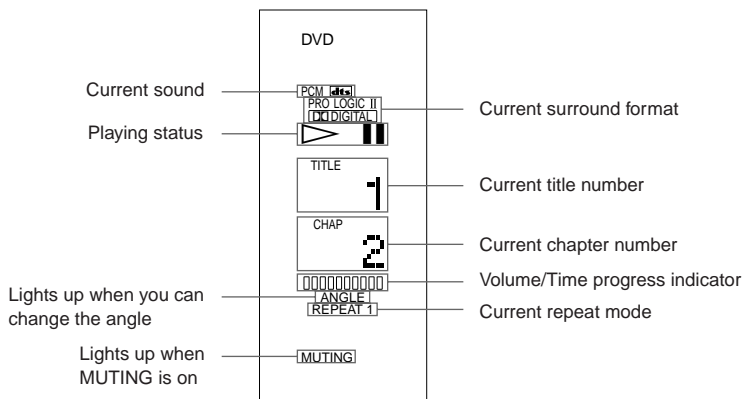 DVD
Current sound
PCM dts
PRO LOGIC II
DIGITAL
Current surround format
Playing status
TITLE
1
Current title number
CHAP
2
Current chapter number
Volume/Time progress indicator
Lights up when you can
change the angle
ANGLE
REPEAT 1
Current repeat mode
Lights up when
MUTING is on
MUTING